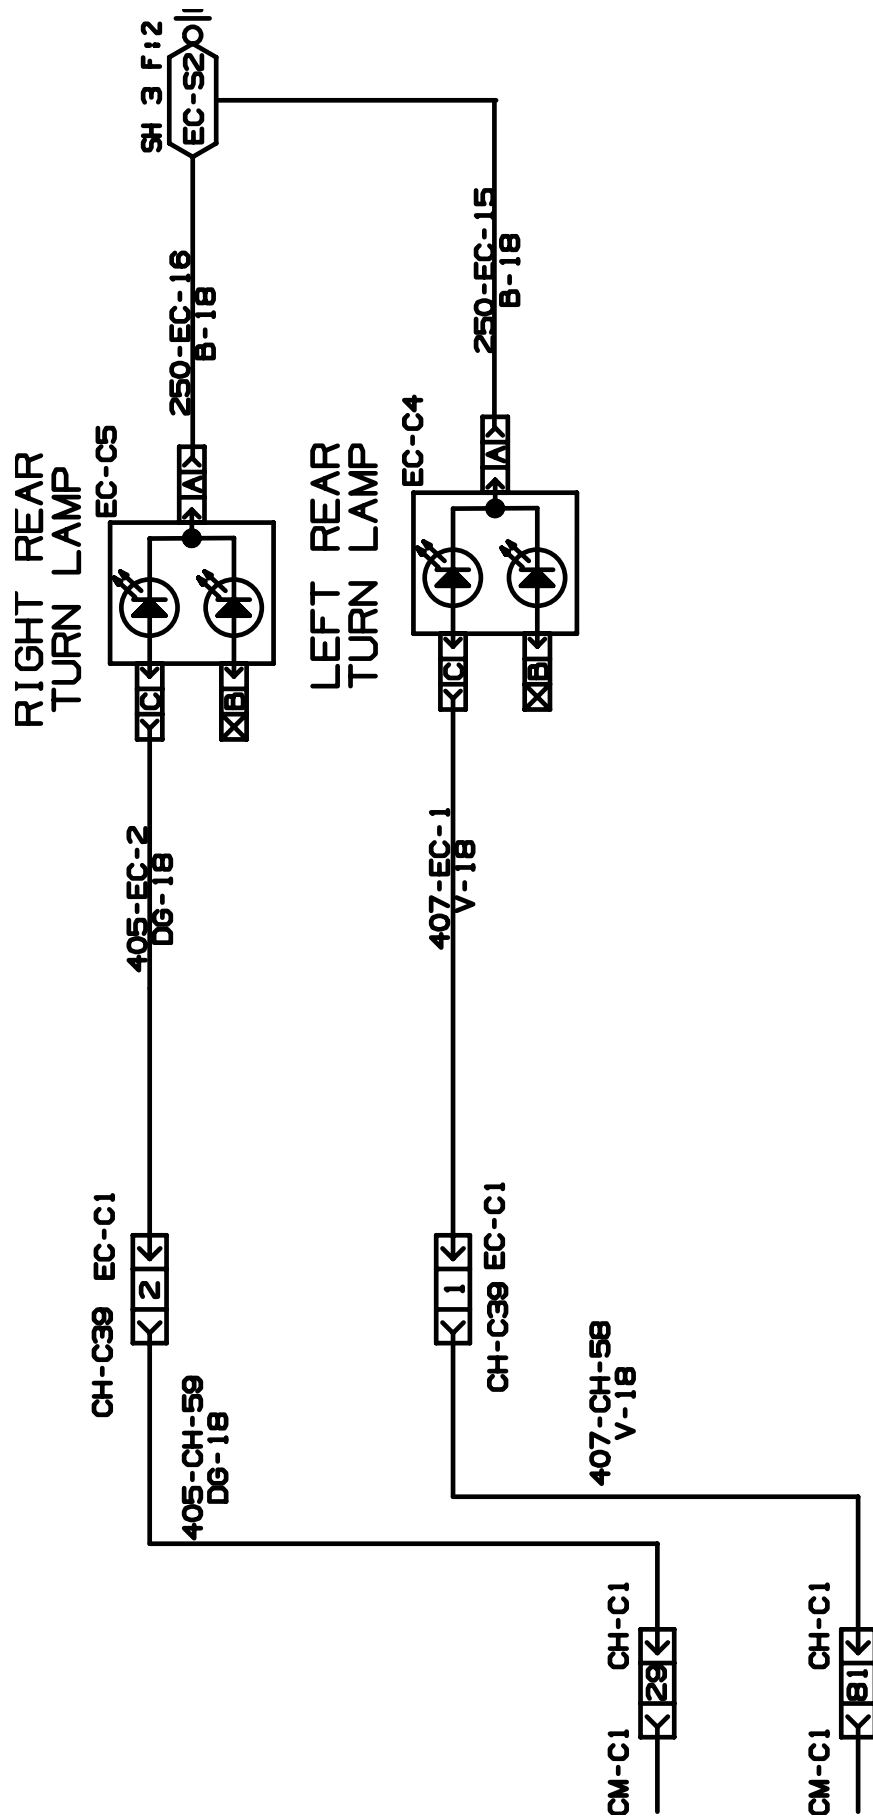 SH 3 F:2
EC-S2
250-EC-16
B-18
250-EC-15
B-18
RIGHT REAR
TURN LAMP
EC-C5
A
C
B
LEFT REAR
TURN LAMP
EC-C4
A
C
B
405-EC-2
DG-18
407-EC-1
V-18
CH-C39 EC-C1
2
CH-C39 EC-C1
1
405-CH-59
DG-18
407-CH-58
V-18
CM-C1 CH-C1
29
CM-C1 CH-C1
81